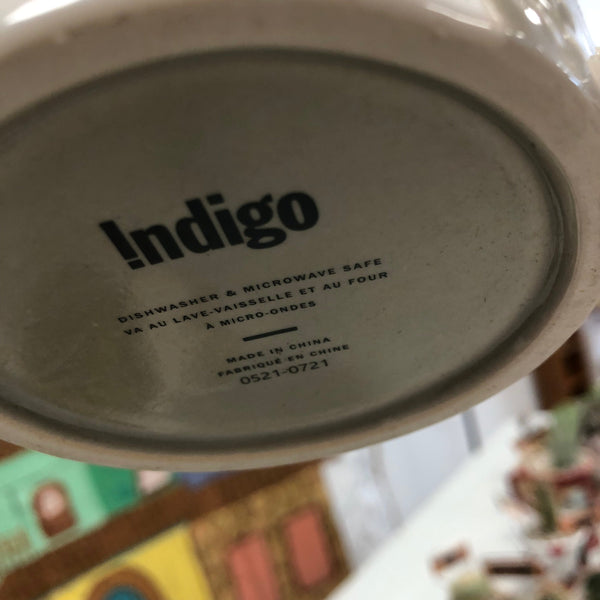 !ndigo
DISHWASHER & MICROWAVE SAFE
VA AU LAVE-VAISSELLE ET AU FOUR
À MICRO-ONDES
MADE IN CHINA
FABRIQUÉ EN CHINE
0521-0721